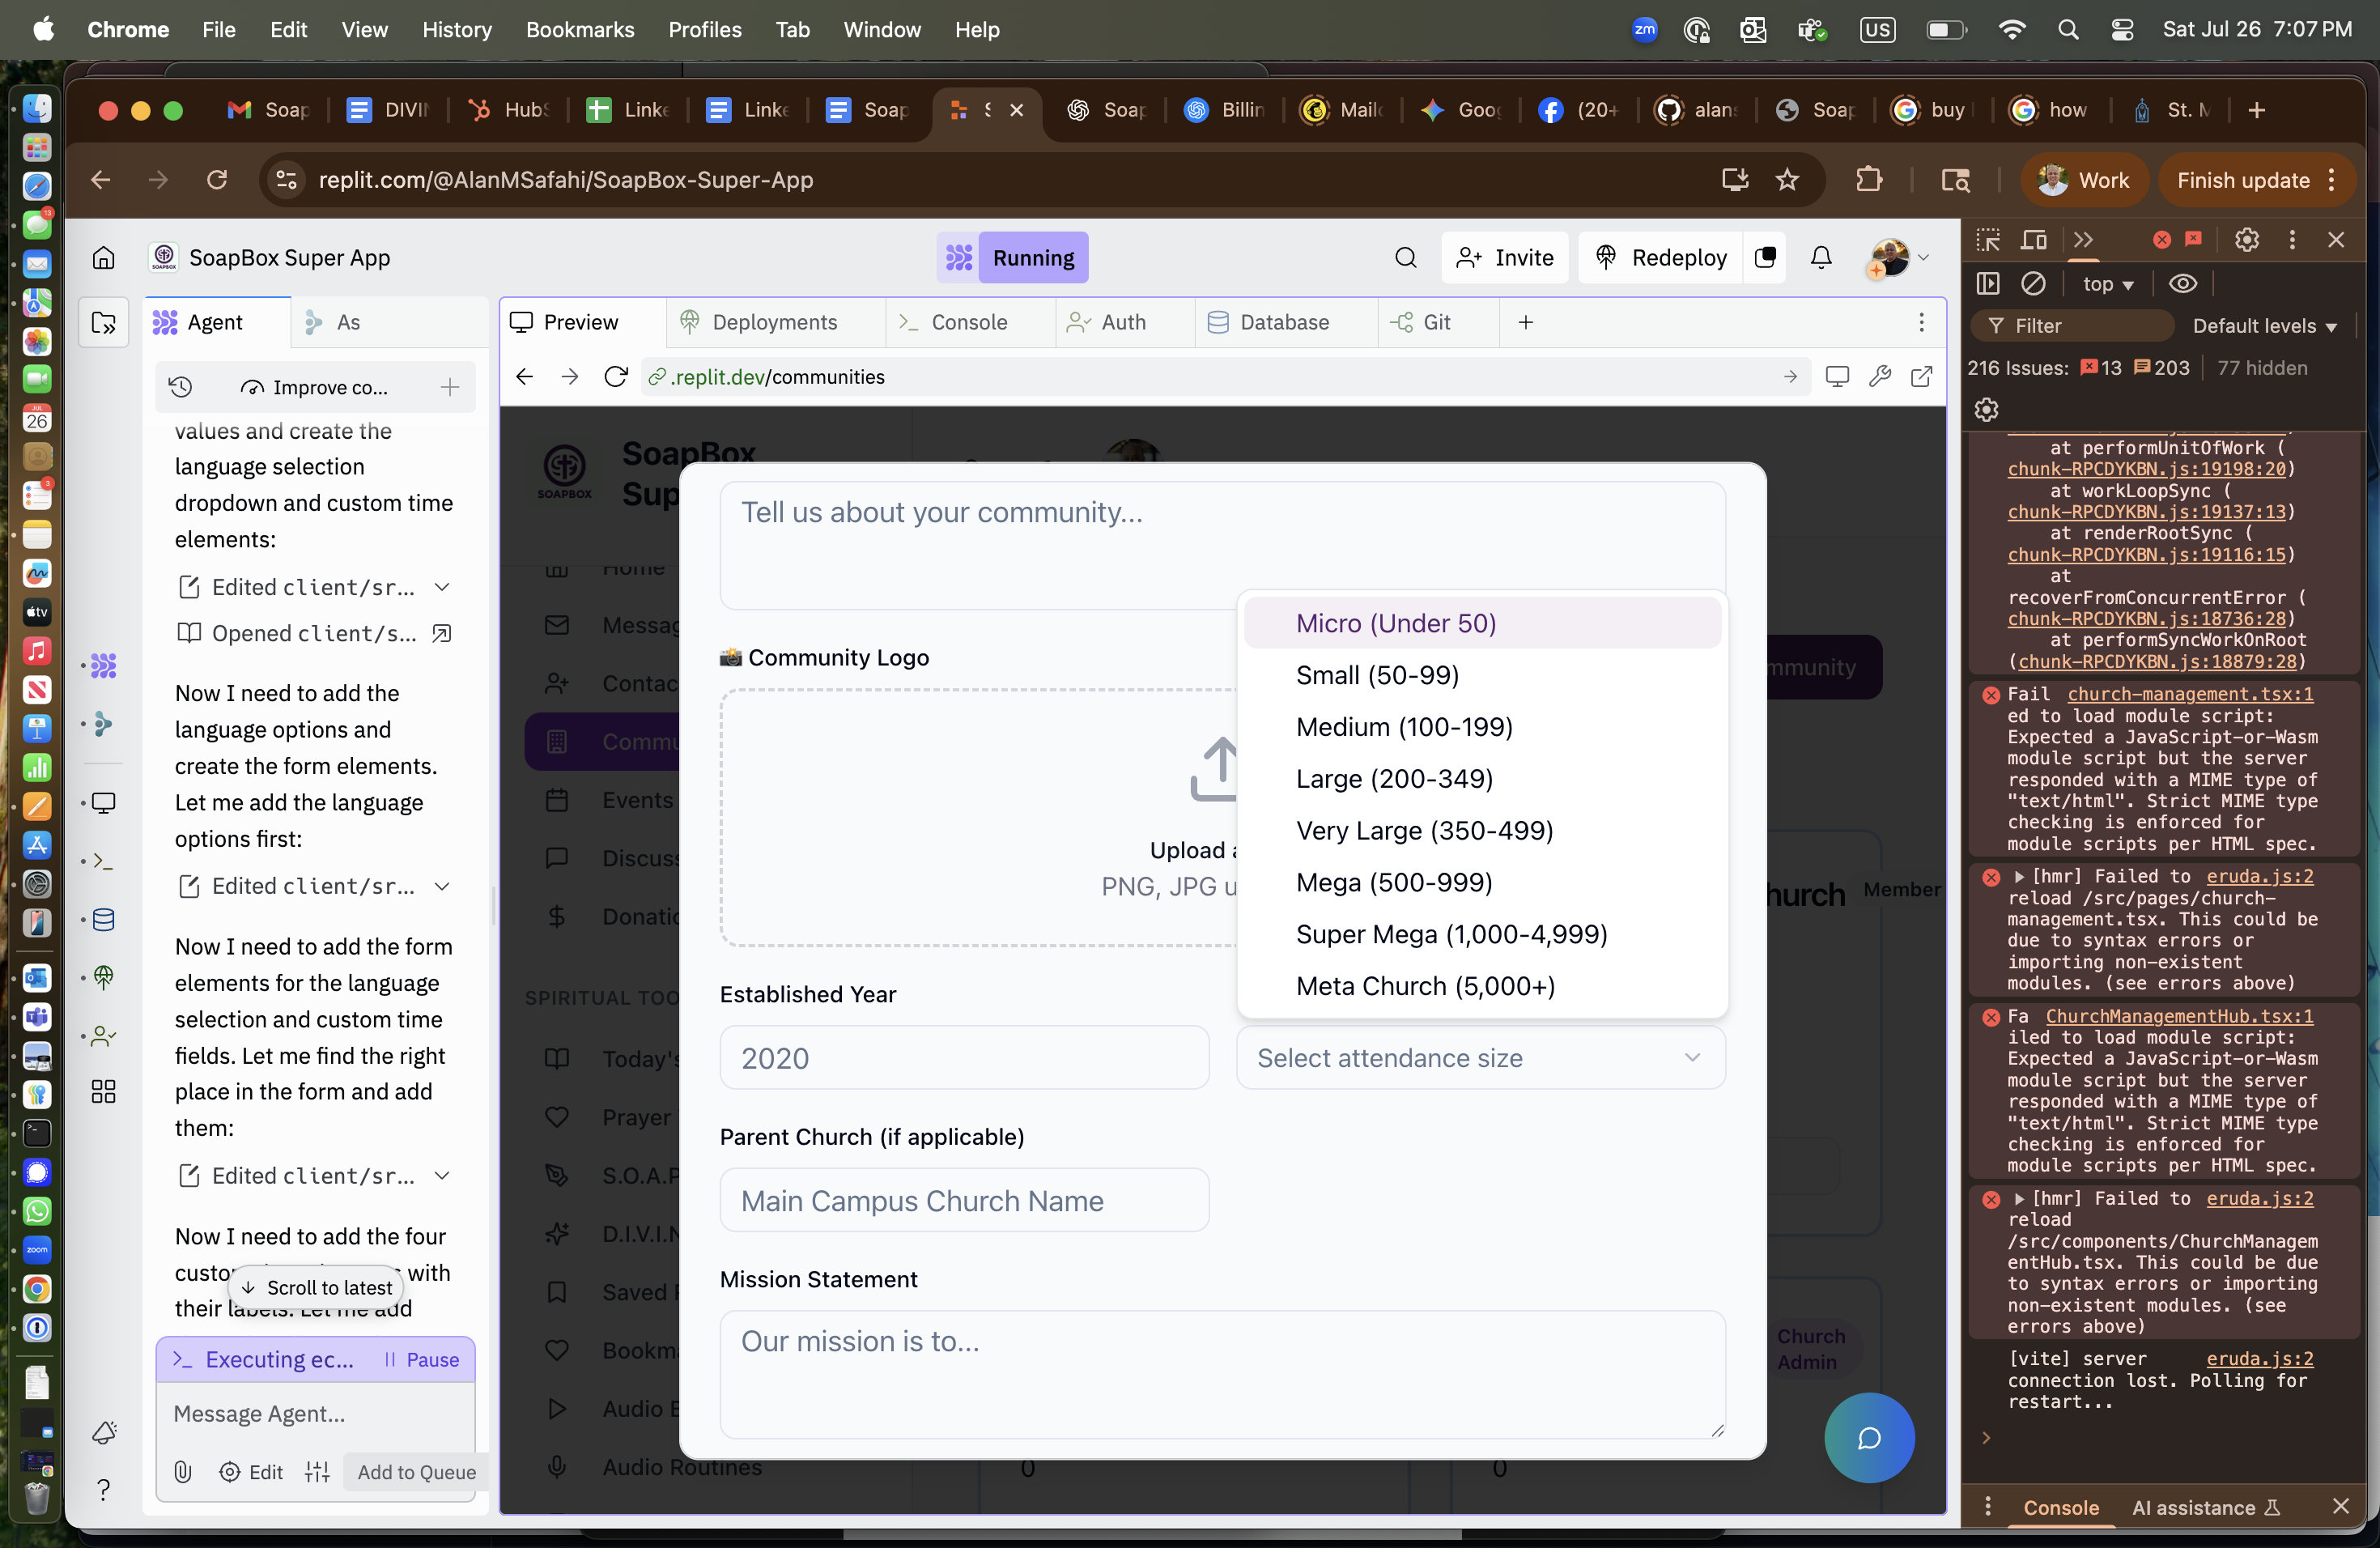 Chrome File Edit View History Bookmarks Profiles Tab Window Help
zm US Sat Jul 26 7:07 PM
Soap DIVI HubS Linke Linke Soap S Soap Billin Mailc Goog (20+ alans Soap buy how St. M
replit.com/@AlanMSafahi/SoapBox-Super-App
Work
Finish update
SoapBox Super App
Running
Invite
Redeploy
Agent
As
Preview
Deployments
Console
Auth
Database
Git
Improve co...
.replit.dev/communities
values and create the
language selection
dropdown and custom time
elements:
Edited client/sr...
Opened client/s...
Now I need to add the
language options and
create the form elements.
Let me add the language
options first:
Edited client/sr...
Now I need to add the form
elements for the language
selection and custom time
fields. Let me find the right
place in the form and add
them:
Edited client/sr...
Now I need to add the four
with
Scroll to latest
Executing ec...
Pause
Message Agent...
Edit
Add to Queue
SOAPBOX
SoapBox
Sup
Home
Messag
Contac
Commu
Events
Discus
Donatio
SPIRITUAL TOO
Today's
Prayer
S.O.A.P
D.I.V.I.N
Saved
Bookma
Audio
Audio Routines
Tell us about your community...
📸 Community Logo
Upload
PNG, JPG u
Micro (Under 50)
Small (50-99)
Medium (100-199)
Large (200-349)
Very Large (350-499)
Mega (500-999)
Super Mega (1,000-4,999)
Meta Church (5,000+)
Established Year
2020
Select attendance size
Parent Church (if applicable)
Main Campus Church Name
Mission Statement
Our mission is to...
mmunity
hurch
Member
Church
Admin
0
0
top
Filter
Default levels
216 Issues: 13 203 77 hidden
at performUnitOfWork (
chunk-RPCDYKBN.js:19198:20)
at workLoopSync (
chunk-RPCDYKBN.js:19137:13)
at renderRootSync (
chunk-RPCDYKBN.js:19116:15)
at
recoverFromConcurrentError (
chunk-RPCDYKBN.js:18736:28)
at performSyncWorkOnRoot
(chunk-RPCDYKBN.js:18879:28)
Fail church-management.tsx:1
ed to load module script:
Expected a JavaScript-or-Wasm
module script but the server
responded with a MIME type of
"text/html". Strict MIME type
checking is enforced for
module scripts per HTML spec.
[hmr] Failed to eruda.js:2
reload /src/pages/church-
management.tsx. This could be
due to syntax errors or
importing non-existent
modules. (see errors above)
Fa ChurchManagementHub.tsx:1
iled to load module script:
Expected a JavaScript-or-Wasm
module script but the server
responded with a MIME type of
"text/html". Strict MIME type
checking is enforced for
module scripts per HTML spec.
[hmr] Failed to eruda.js:2
reload
/src/components/ChurchManagem
entHub.tsx. This could be due
to syntax errors or importing
non-existent modules. (see
errors above)
[vite] server eruda.js:2
connection lost. Polling for
restart...
Console
AI assistance